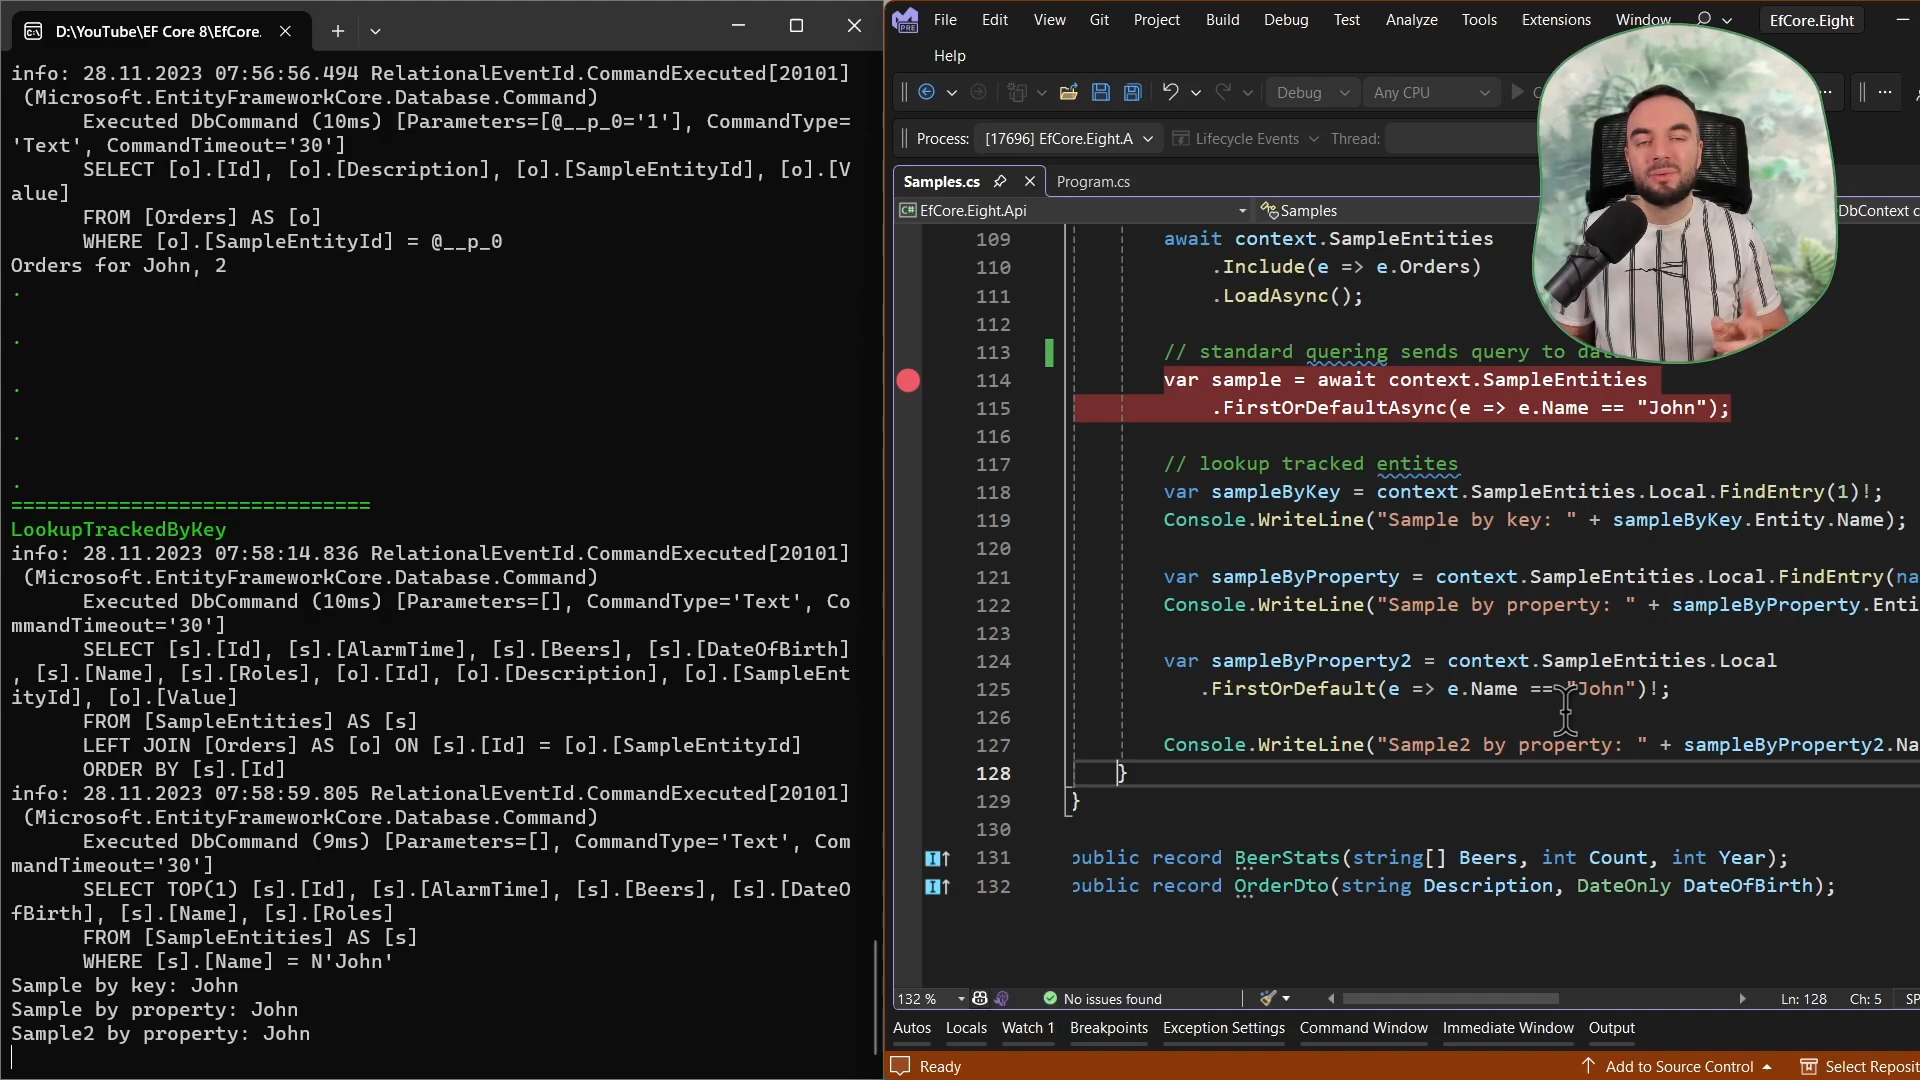 D:\YouTube\EF Core 8\EfCore.
info: 28.11.2023 07:56:56.494 RelationalEventId.CommandExecuted[20101]
(Microsoft.EntityFrameworkCore.Database.Command)
Executed DbCommand (10ms) [Parameters=[@__p_0='1'], CommandType=
'Text', CommandTimeout='30']
SELECT [o].[Id], [o].[Description], [o].[SampleEntityId], [o].[V
alue]
FROM [Orders] AS [o]
WHERE [o].[SampleEntityId] = @__p_0
Orders for John, 2
.
.
.
.
.
==============================
LookupTrackedByKey
info: 28.11.2023 07:58:14.836 RelationalEventId.CommandExecuted[20101]
(Microsoft.EntityFrameworkCore.Database.Command)
Executed DbCommand (10ms) [Parameters=[], CommandType='Text', Co
mmandTimeout='30']
SELECT [s].[Id], [s].[AlarmTime], [s].[Beers], [s].[DateOfBirth]
, [s].[Name], [s].[Roles], [o].[Id], [o].[Description], [o].[SampleEnt
ityId], [o].[Value]
FROM [SampleEntities] AS [s]
LEFT JOIN [Orders] AS [o] ON [s].[Id] = [o].[SampleEntityId]
ORDER BY [s].[Id]
info: 28.11.2023 07:58:59.805 RelationalEventId.CommandExecuted[20101]
(Microsoft.EntityFrameworkCore.Database.Command)
Executed DbCommand (9ms) [Parameters=[], CommandType='Text', Com
mandTimeout='30']
SELECT TOP(1) [s].[Id], [s].[AlarmTime], [s].[Beers], [s].[DateO
fBirth], [s].[Name], [s].[Roles]
FROM [SampleEntities] AS [s]
WHERE [s].[Name] = N'John'
Sample by key: John
Sample by property: John
Sample2 by property: John
File Edit View Git Project Build Debug Test Analyze Tools Extensions Window EfCore.Eight
Help
Debug Any CPU
Process: [17696] EfCore.Eight.A Lifecycle Events Thread:
Samples.cs Program.cs
EfCore.Eight.Api Samples DbContext c
109 await context.SampleEntities
110 .Include(e => e.Orders)
111 .LoadAsync();
112
113 // standard quering sends query to
114 var sample = await context.SampleEntities
115 .FirstOrDefaultAsync(e => e.Name == "John");
116
117 // lookup tracked entites
118 var sampleByKey = context.SampleEntities.Local.FindEntry(1)!;
119 Console.WriteLine("Sample by key: " + sampleByKey.Entity.Name);
120
121 var sampleByProperty = context.SampleEntities.Local.FindEntry(na
122 Console.WriteLine("Sample by property: " + sampleByProperty.Enti
123
124 var sampleByProperty2 = context.SampleEntities.Local
125 .FirstOrDefault(e => e.Name == "John")!;
126
127 Console.WriteLine("Sample2 by property: " + sampleByProperty2.Na
128 }
129 }
130
131 public record BeerStats(string[] Beers, int Count, int Year);
132 public record OrderDto(string Description, DateOnly DateOfBirth);
132 % No issues found Ln: 128 Ch: 5 SP
Autos Locals Watch 1 Breakpoints Exception Settings Command Window Immediate Window Output
Ready Add to Source Control Select Reposit